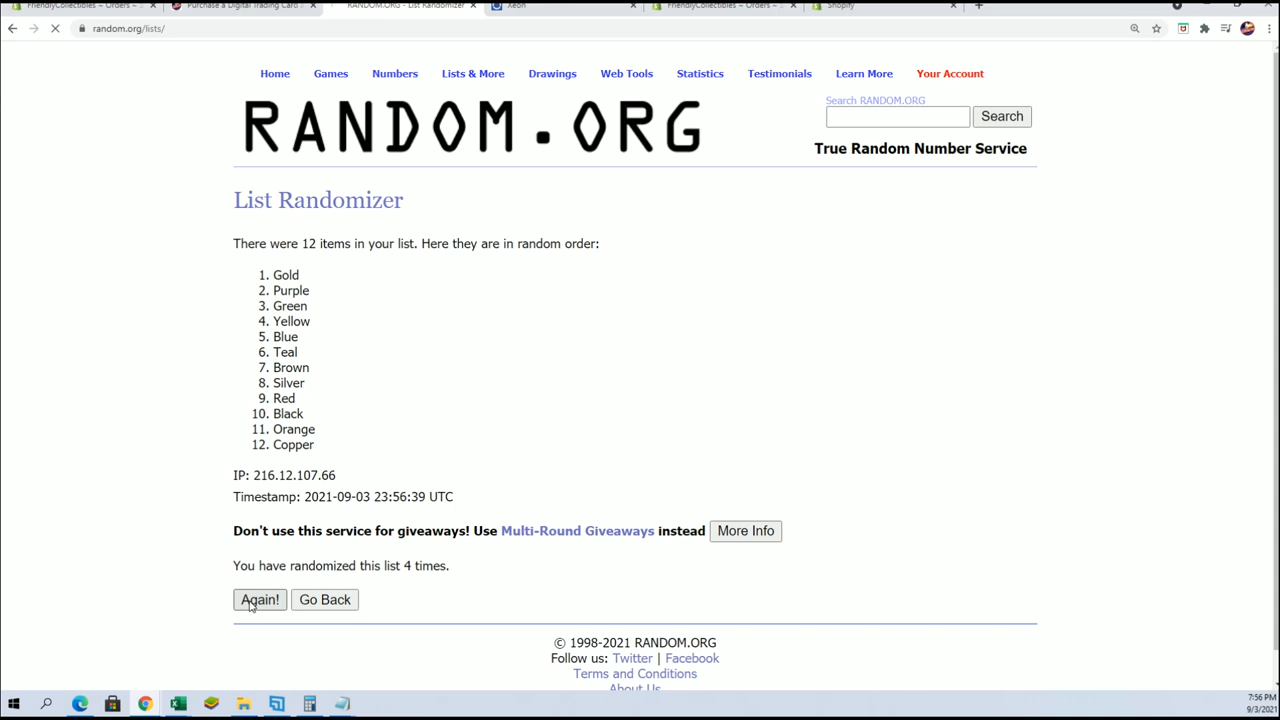 FriendlyCollectibles ~ Orders ~ S
Purchase a Digital Trading Card
RANDOM.ORG - List Randomizer
Xeon
FriendlyCollectibles ~ Orders ~ S
Shopify
random.org/lists/
Home Games Numbers Lists & More Drawings Web Tools Statistics Testimonials Learn More Your Account
RANDOM.ORG
Search RANDOM.ORG
Search
True Random Number Service
List Randomizer
There were 12 items in your list. Here they are in random order:
1. Gold
2. Purple
3. Green
4. Yellow
5. Blue
6. Teal
7. Brown
8. Silver
9. Red
10. Black
11. Orange
12. Copper
IP: 216.12.107.66
Timestamp: 2021-09-03 23:56:39 UTC
Don't use this service for giveaways! Use Multi-Round Giveaways instead More Info
You have randomized this list 4 times.
Again! Go Back
© 1998-2021 RANDOM.ORG
Follow us: Twitter | Facebook
Terms and Conditions
About Us
7:56 PM
9/3/2021